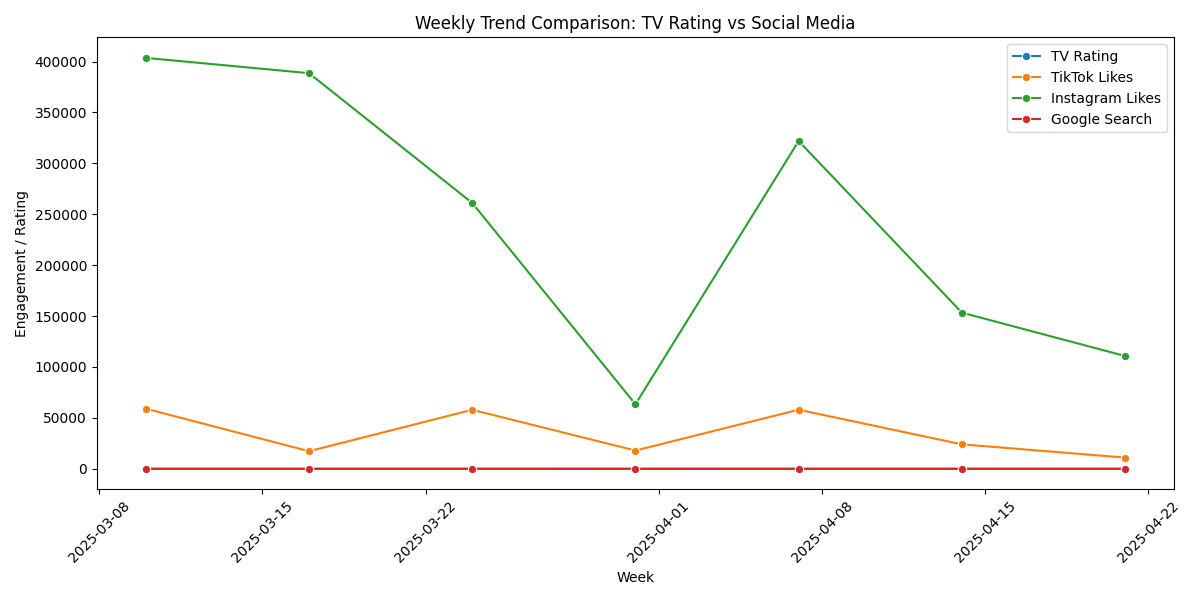 Weekly Trend Comparison: TV Rating vs Social Media
TV Rating
TikTok Likes
Instagram Likes
Google Search
Engagement / Rating
400000
350000
300000
250000
200000
150000
100000
50000
0
2025-03-08
2025-03-15
2025-03-22
2025-04-01
2025-04-08
2025-04-15
2025-04-22
Week